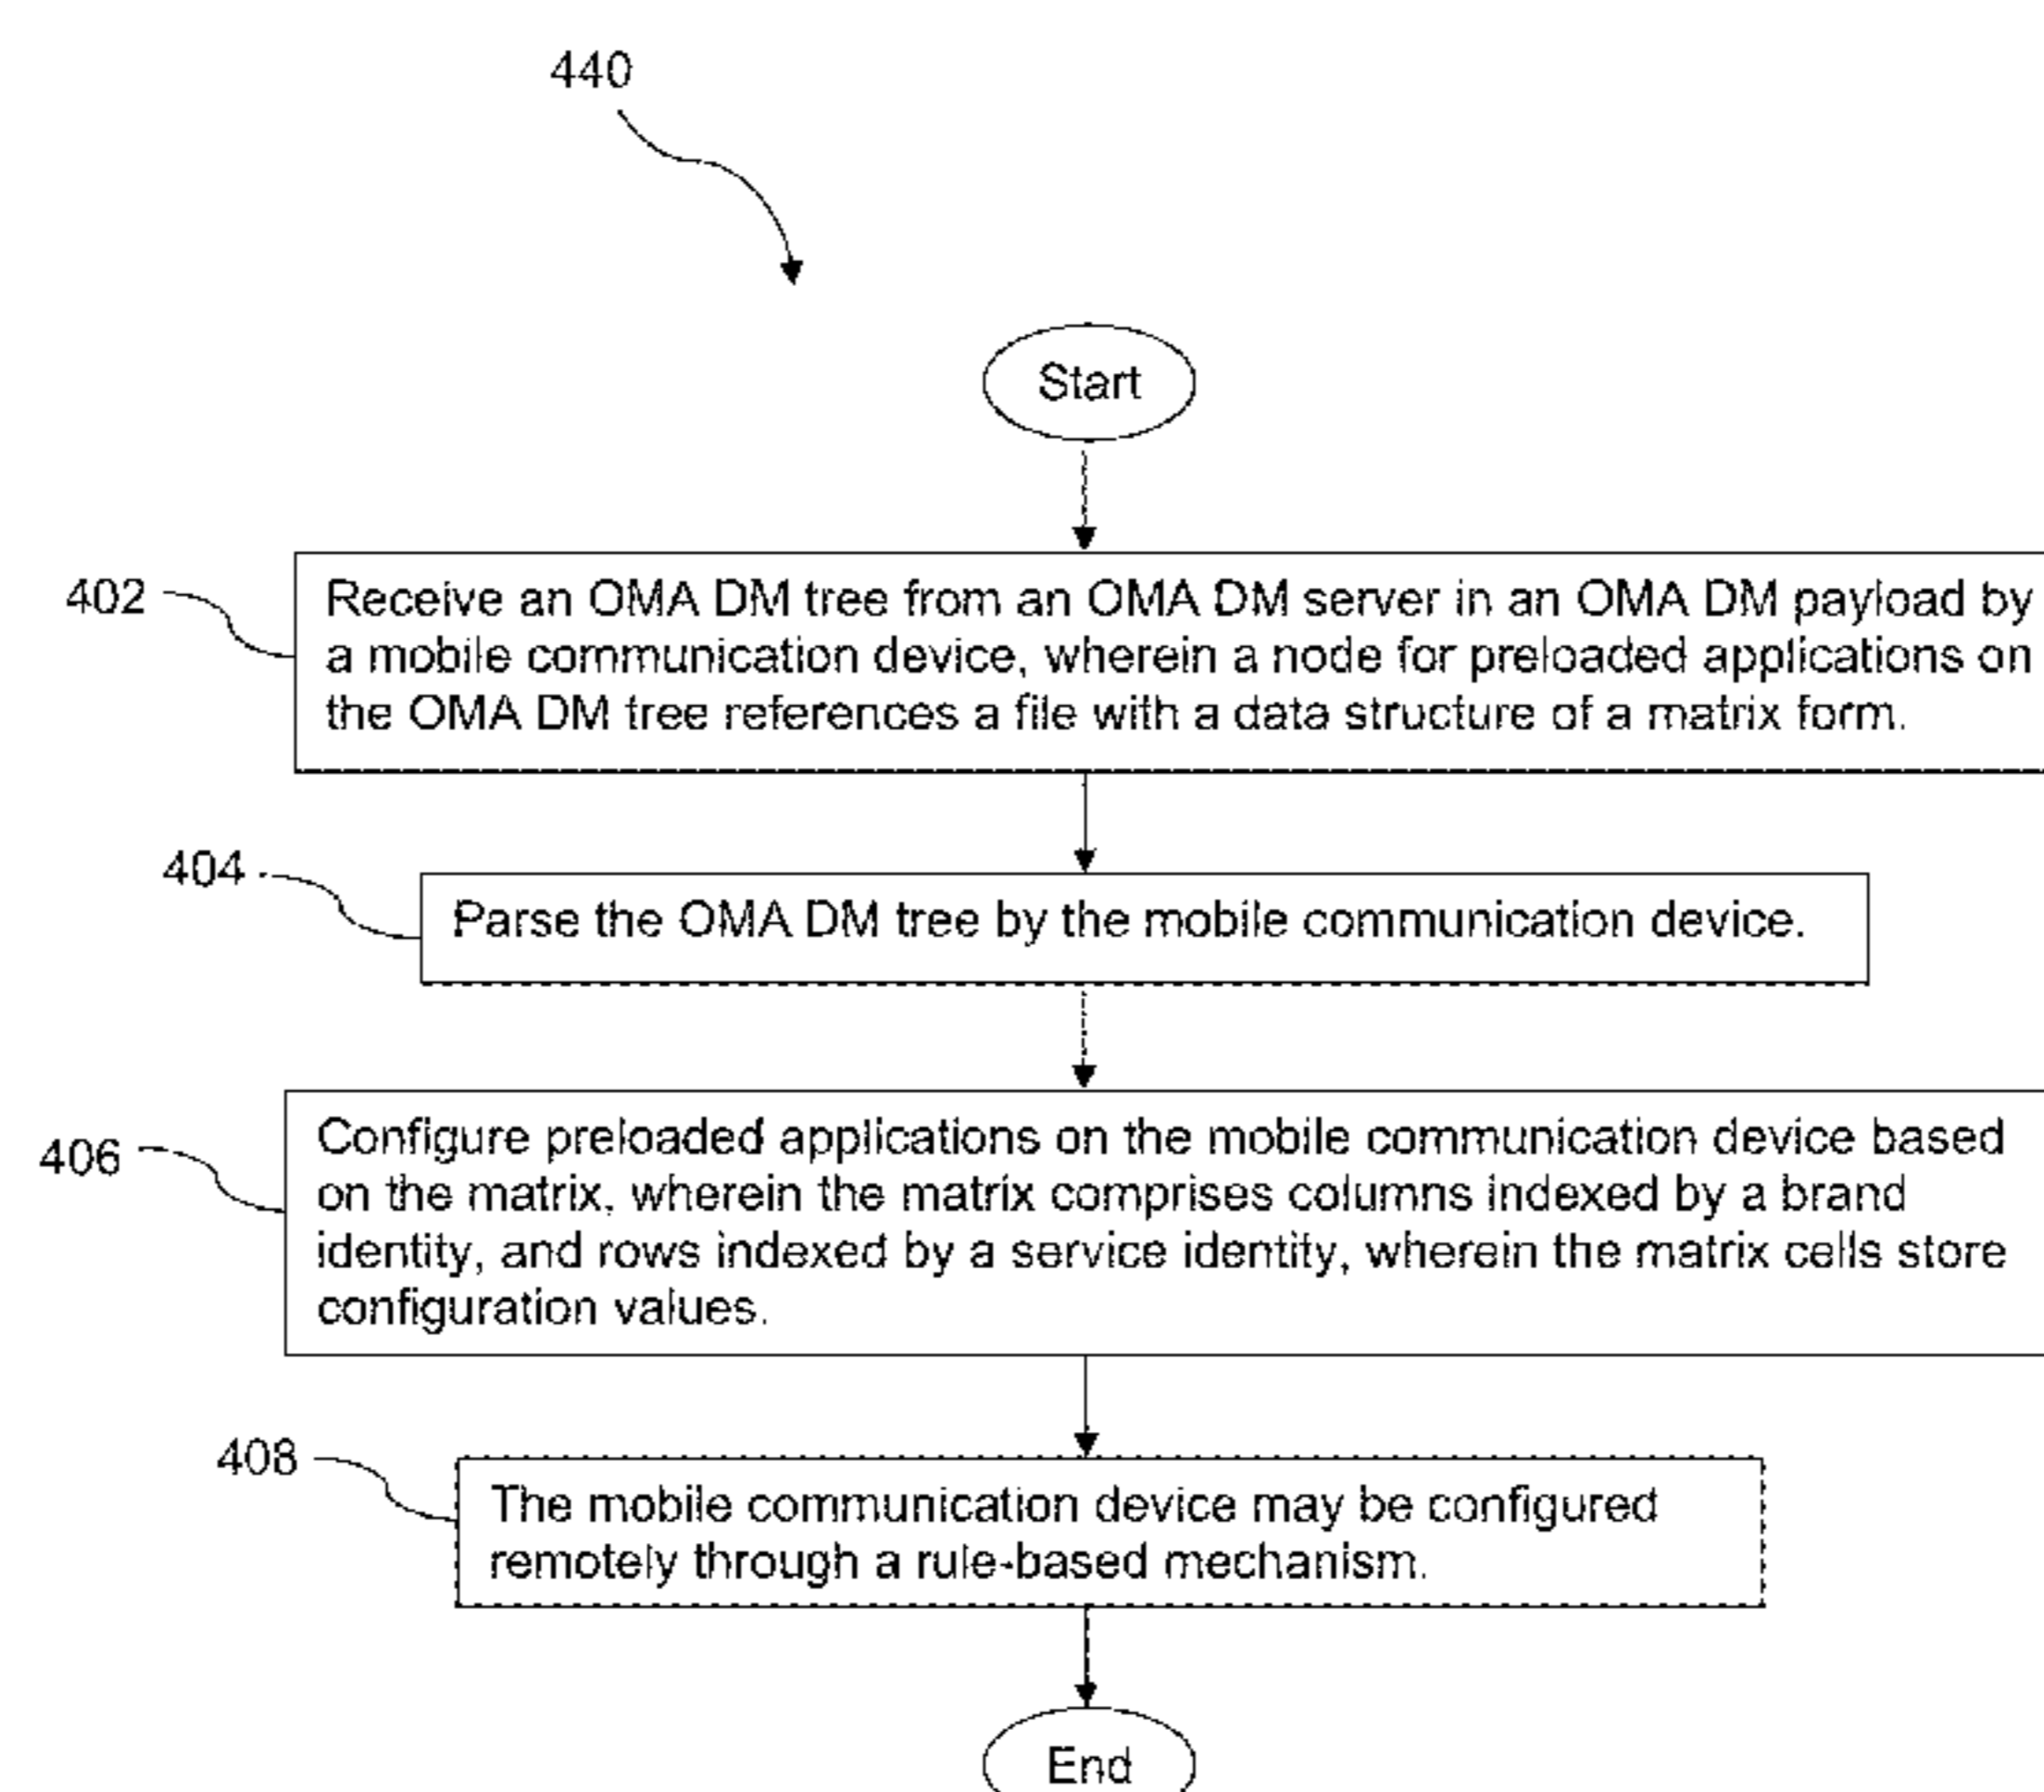 440
Start
402
Receive an OMA DM tree from an OMA DM server in an OMA DM payload by
a mobile communication device, wherein a node for preloaded applications on
the OMA DM tree references a file with a data structure of a matrix form.
404
Parse the OMA DM tree by the mobile communication device.
406
Configure preloaded applications on the mobile communication device based
on the matrix, wherein the matrix comprises columns indexed by a brand
identity, and rows indexed by a service identity, wherein the matrix cells store
configuration values.
408
The mobile communication device may be configured
remotely through a rule-based mechanism.
End